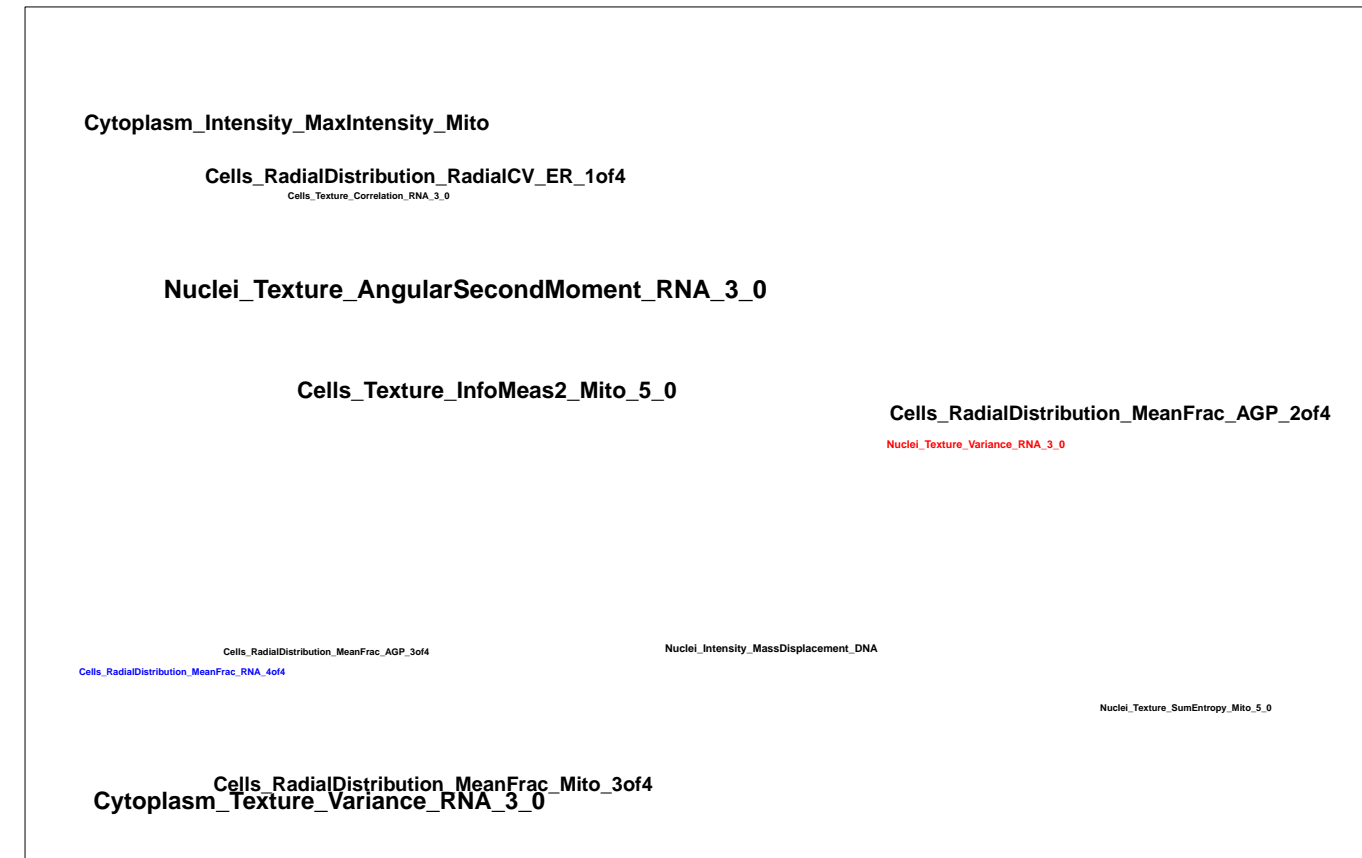 Cytoplasm_Intensity_MaxIntensity_Mito
Cells_RadialDistribution_RadialCV_ER_1of4
Cells_Texture_Correlation_RNA_3_0
Nuclei_Texture_AngularSecondMoment_RNA_3_0
Cells_Texture_InfoMeas2_Mito_5_0
Cells_RadialDistribution_MeanFrac_AGP_2of4
Nuclei_Texture_Variance_RNA_3_0
Nuclei_Intensity_MassDisplacement_DNA
Cells_RadialDistribution_MeanFrac_AGP_3of4
Cells_RadialDistribution_MeanFrac_RNA_4of4
Nuclei_Texture_SumEntropy_Mito_5_0
Cells_RadialDistribution_MeanFrac_Mito_3of4
Cytoplasm_Texture_Variance_RNA_3_0